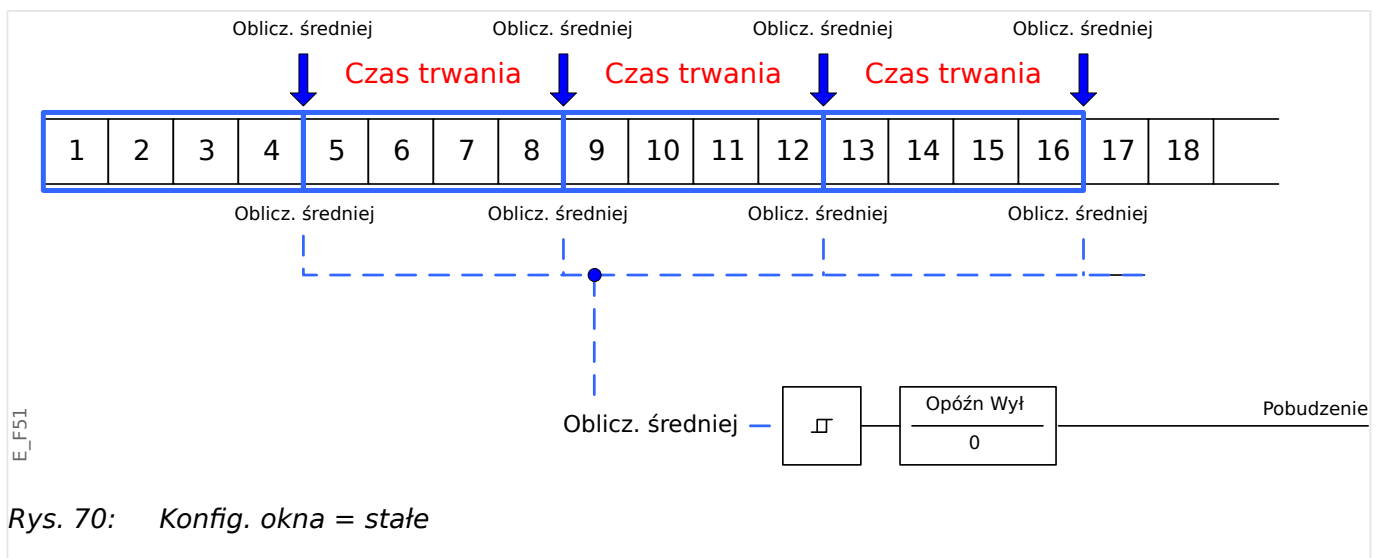 Oblicz. średniej Oblicz. średniej Oblicz. średniej Oblicz. średniej
Czas trwania Czas trwania Czas trwania
1 2 3 4 5 6 7 8 9 10 11 12 13 14 15 16 17 18
Oblicz. średniej Oblicz. średniej Oblicz. średniej Oblicz. średniej
Opóźn Wył
Pobudzenie
Oblicz. średniej
0
E_F51
Rys. 70: Konfig. okna = stałe